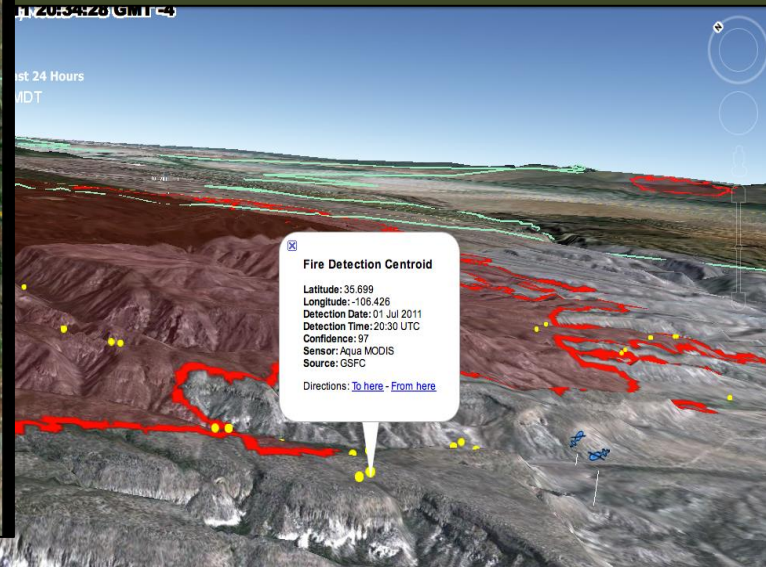 1 20:34:28 GMT -4
ast 24 Hours
MDT
N
Fire Detection Centroid
Latitude: 35.699
Longitude: -106.426
Detection Date: 01 Jul 2011
Detection Time: 20:30 UTC
Confidence: 97
Sensor: Aqua MODIS
Source: GSFC
Directions: To here - From here